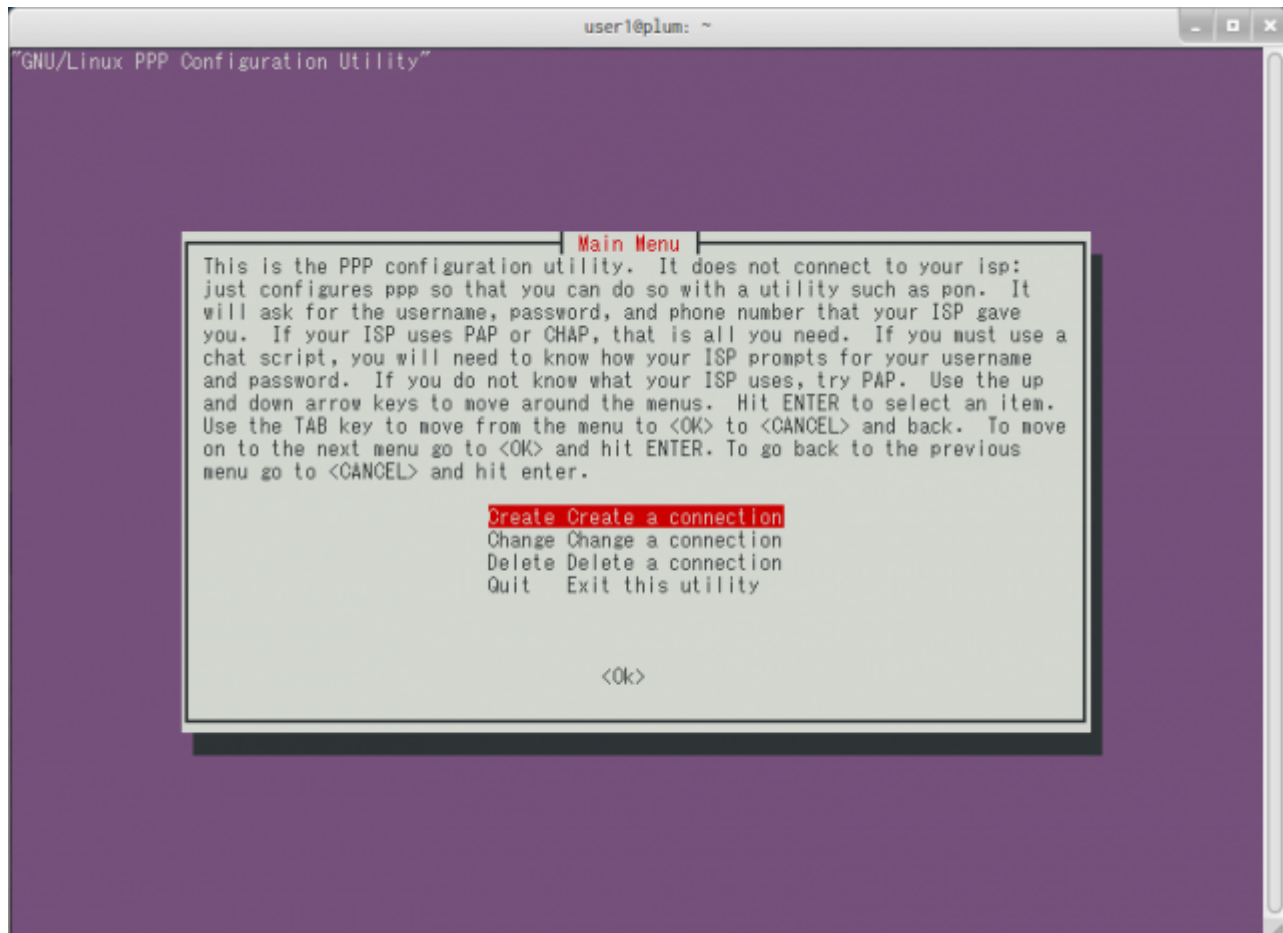 user1@plum: ~
"GNU/Linux PPP Configuration Utility"
Main Menu
This is the PPP configuration utility.  It does not connect to your isp:
just configures ppp so that you can do so with a utility such as pon.  It
will ask for the username, password, and phone number that your ISP gave
you.  If your ISP uses PAP or CHAP, that is all you need.  If you must use a
chat script, you will need to know how your ISP prompts for your username
and password.  If you do not know what your ISP uses, try PAP.  Use the up
and down arrow keys to move around the menus.  Hit ENTER to select an item.
Use the TAB key to move from the menu to <OK> to <CANCEL> and back.  To move
on to the next menu go to <OK> and hit ENTER. To go back to the previous
menu go to <CANCEL> and hit enter.
Create Create a connection
Change Change a connection
Delete Delete a connection
Quit   Exit this utility
<Ok>